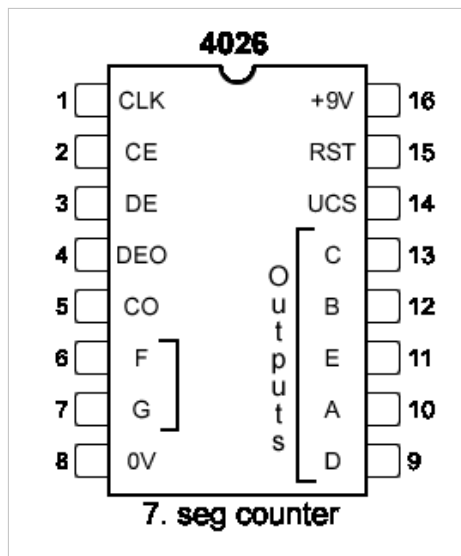 4026
1 CLK +9V 16
2 CE RST 15
3 DE UCS 14
4 DEO C 13
5 CO B 12
6 F E 11
7 G A 10
8 0V D 9
Outputs
7. seg counter